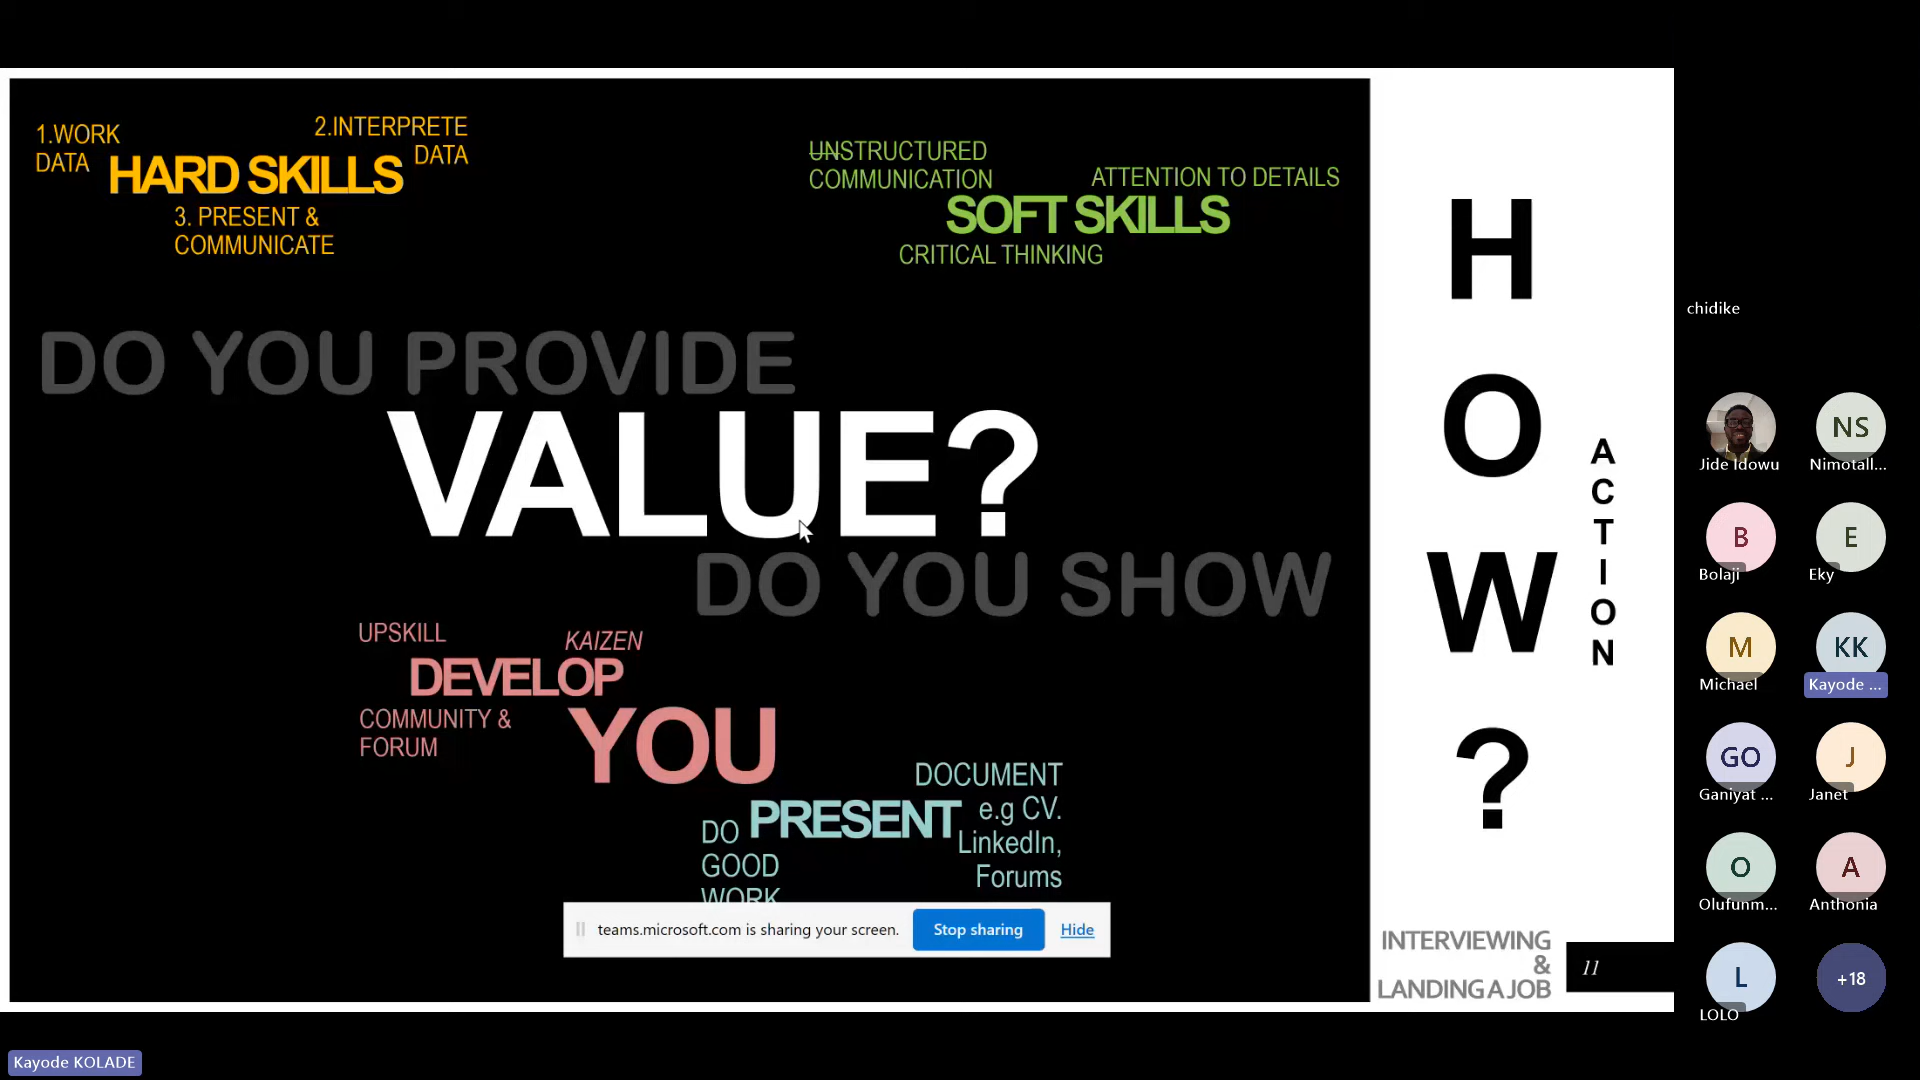 1.WORK
DATA
2.INTERPRETE
DATA
HARD SKILLS
3. PRESENT &
COMMUNICATE
UNSTRUCTURED
COMMUNICATION
ATTENTION TO DETAILS
SOFT SKILLS
CRITICAL THINKING
DO YOU PROVIDE
VALUE?
DO YOU SHOW
UPSKILL
KAIZEN
DEVELOP
COMMUNITY &
FORUM
YOU
DOCUMENT
e.g CV.
LinkedIn,
Forums
PRESENT
DO
GOOD
WORK
teams.microsoft.com is sharing your screen.
Stop sharing
Hide
HOW?
ACTION
INTERVIEWING
&
LANDING A JOB
11
chidike
Jide Idowu
NS
Nimotall...
B
Bolaji
E
Eky
M
Michael
KK
Kayode ...
GO
Ganiyat ...
J
Janet
O
Olufunm...
A
Anthonia
L
LOLO
+18
Kayode KOLADE